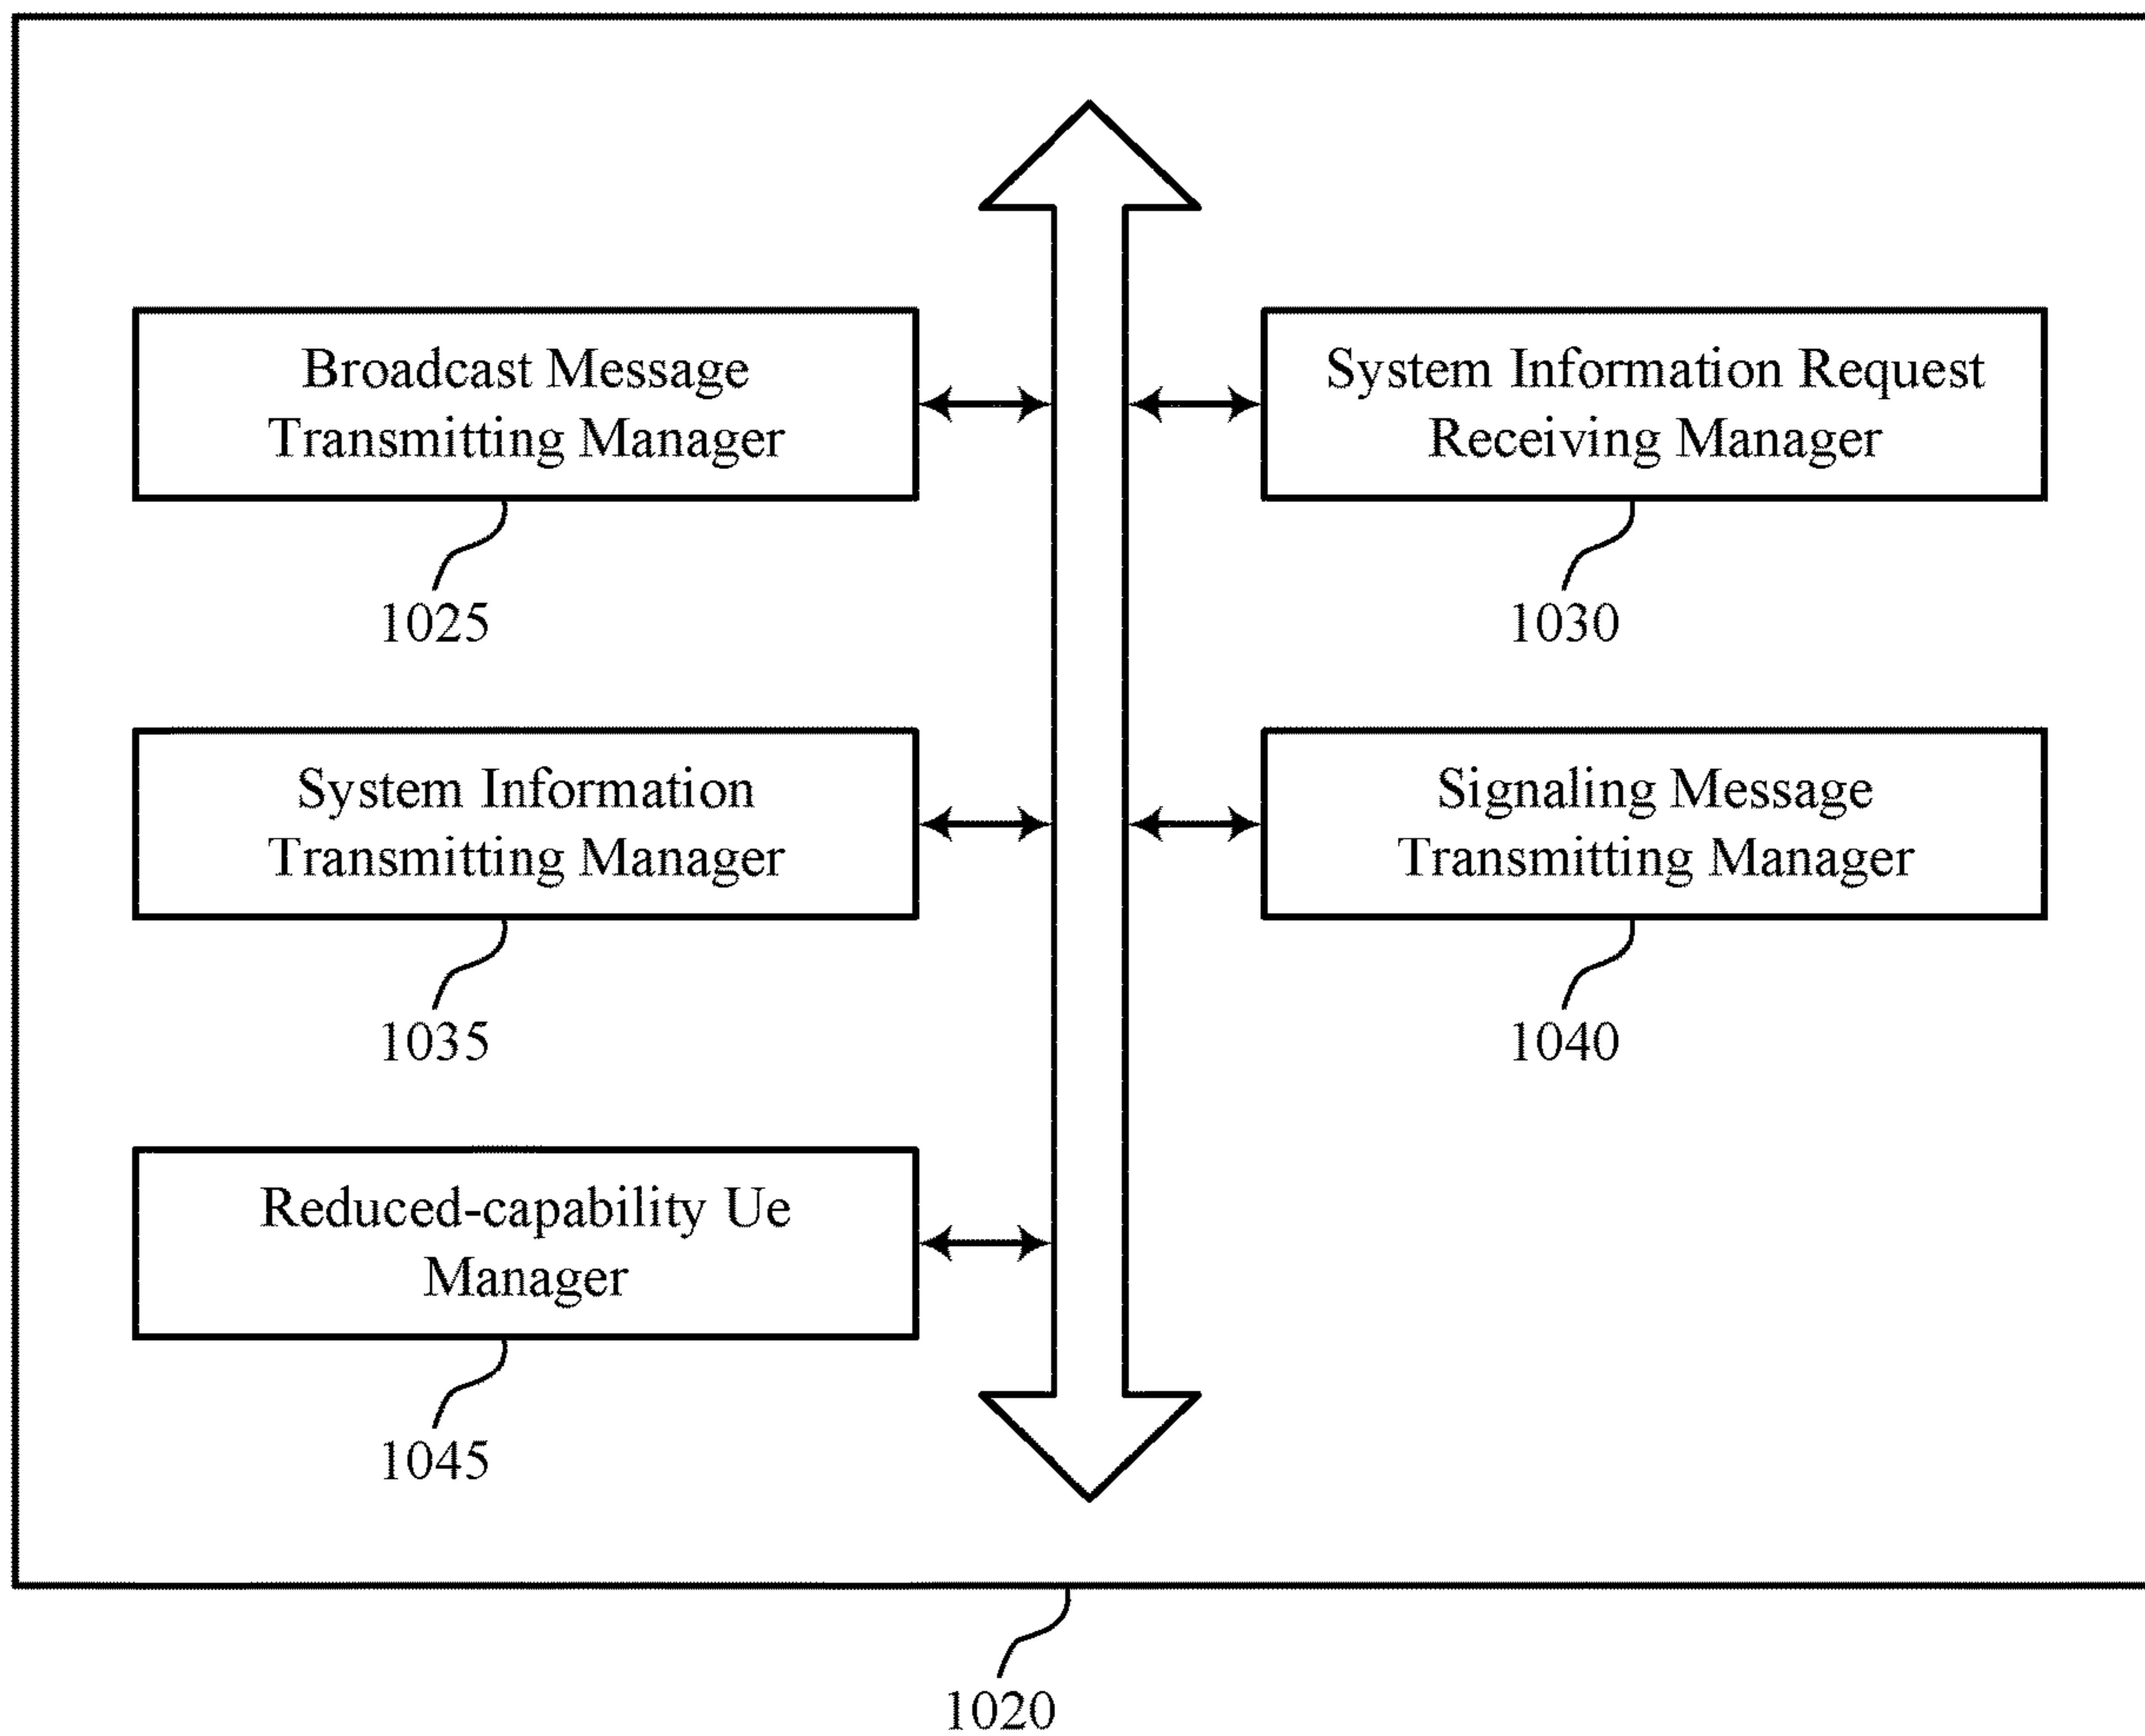 Broadcast Message
Transmitting Manager
1025
System Information Request
Receiving Manager
1030
System Information
Transmitting Manager
1035
Signaling Message
Transmitting Manager
1040
Reduced-capability Ue
Manager
1045
1020